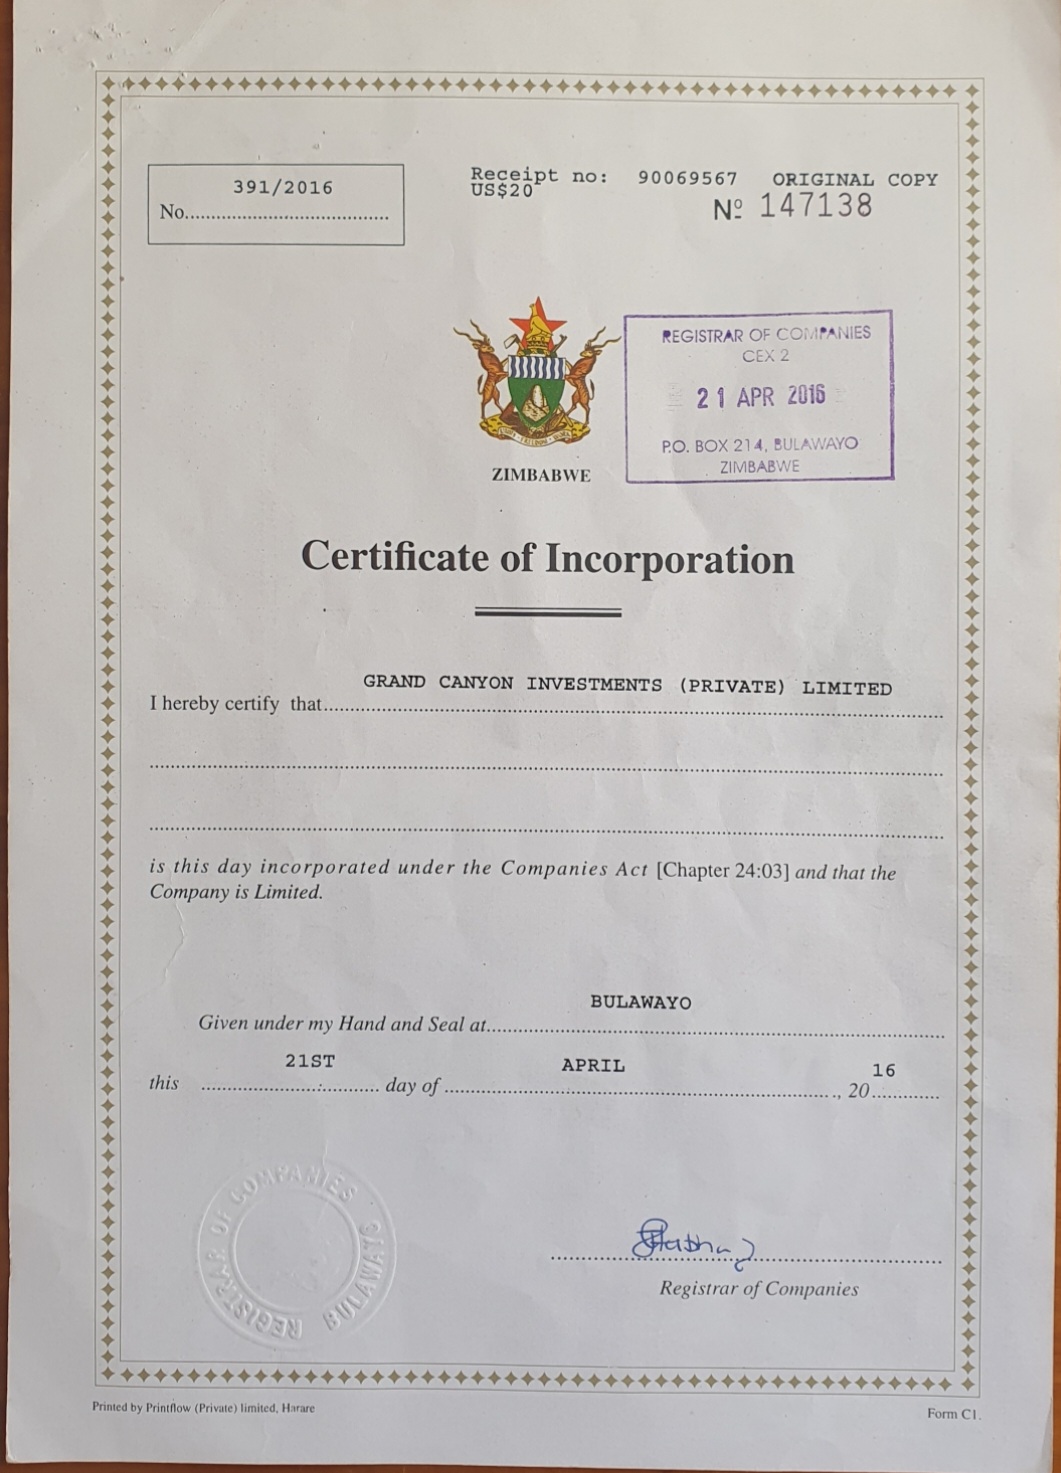 391/2016
No.....................................
Receipt no: 90069567 ORIGINAL COPY
US$20
Nº 147138
REGISTRAR OF COMPANIES
CEX 2
21 APR 2016
P.O. BOX 214, BULAWAYO
ZIMBABWE
ZIMBABWE
Certificate of Incorporation
GRAND CANYON INVESTMENTS (PRIVATE) LIMITED
I hereby certify that
is this day incorporated under the Companies Act [Chapter 24:03] and that the
Company is Limited.
BULAWAYO
Given under my Hand and Seal at
21ST APRIL 16
this day of , 20
REGISTRAR OF COMPANIES
BULAWAYO
Registrar of Companies
Printed by Printflow (Private) limited, Harare
Form C1.